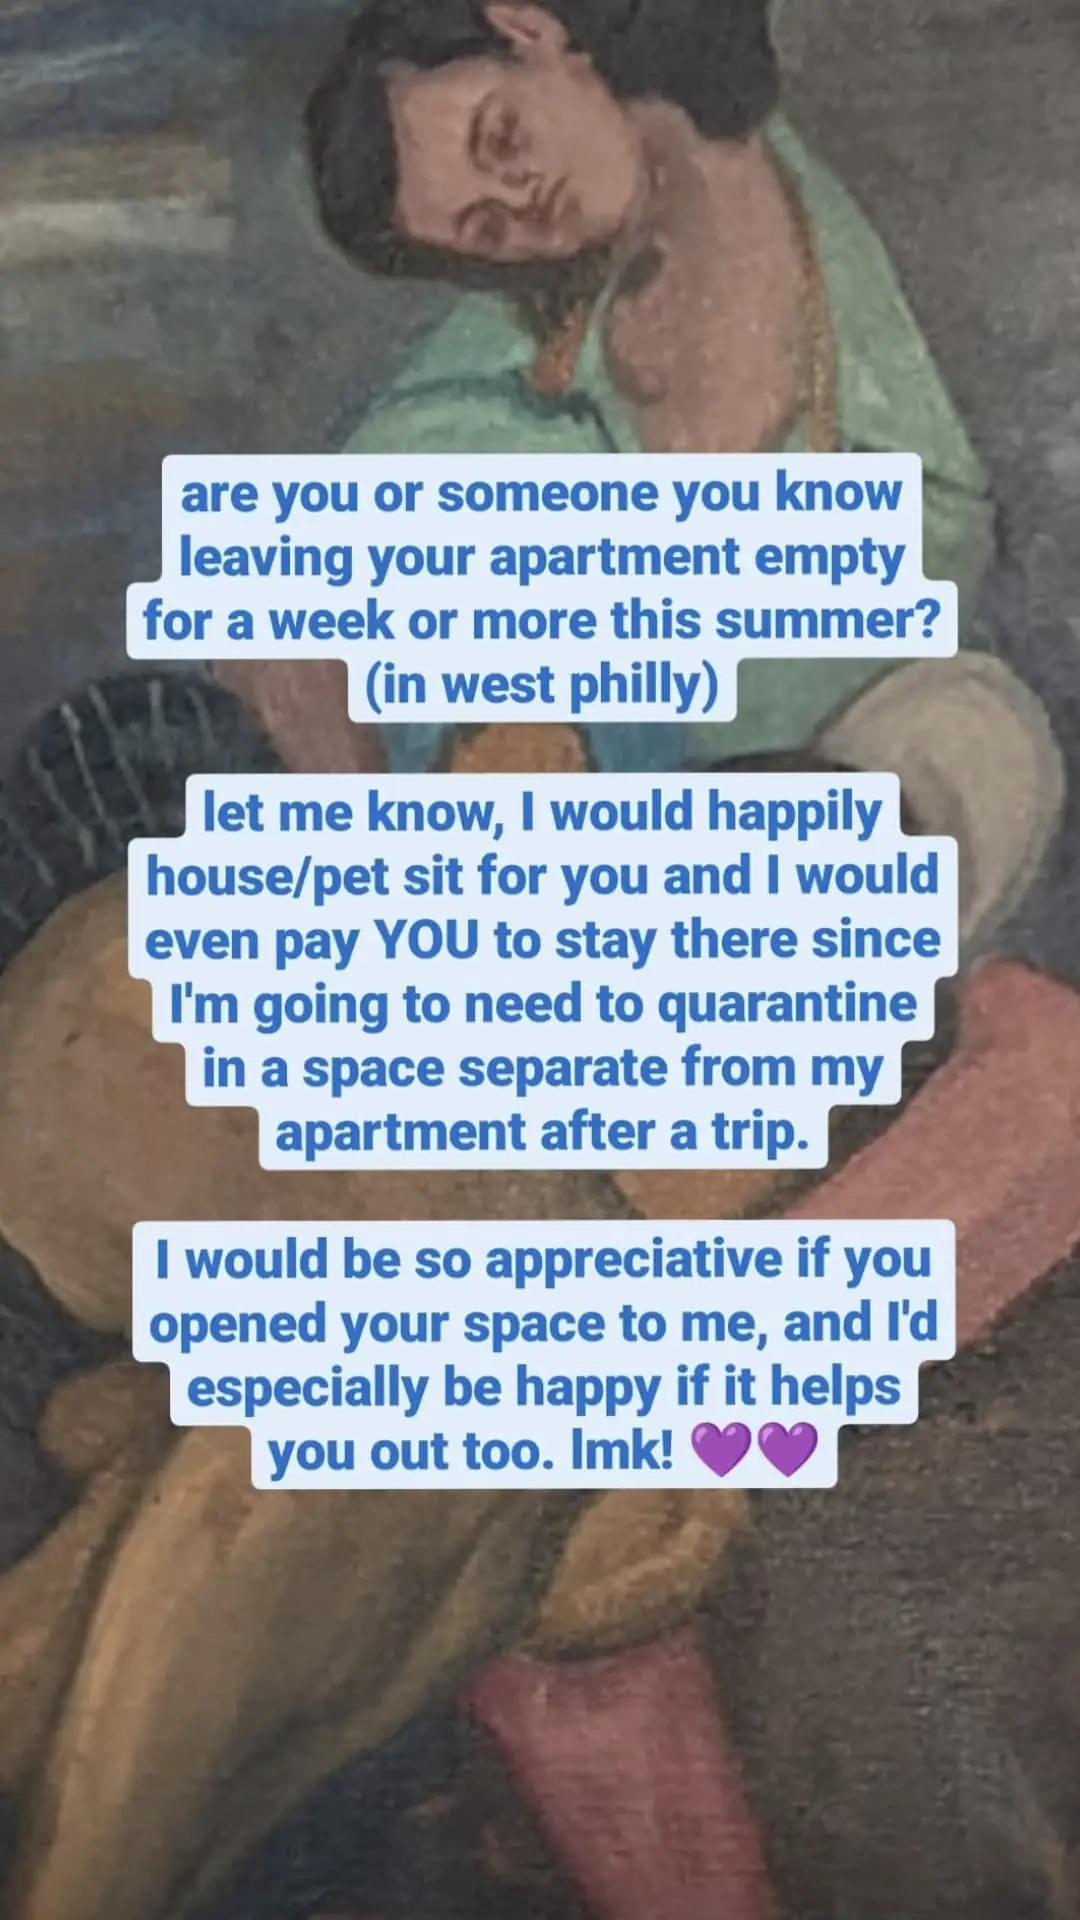 are you or someone you know
leaving your apartment empty
for a week or more this summer?
(in west philly)
let me know, I would happily
house/pet sit for you and I would
even pay YOU to stay there since
I'm going to need to quarantine
in a space separate from my
apartment after a trip.
I would be so appreciative if you
opened your space to me, and I'd
especially be happy if it helps
you out too. lmk! 💜💜